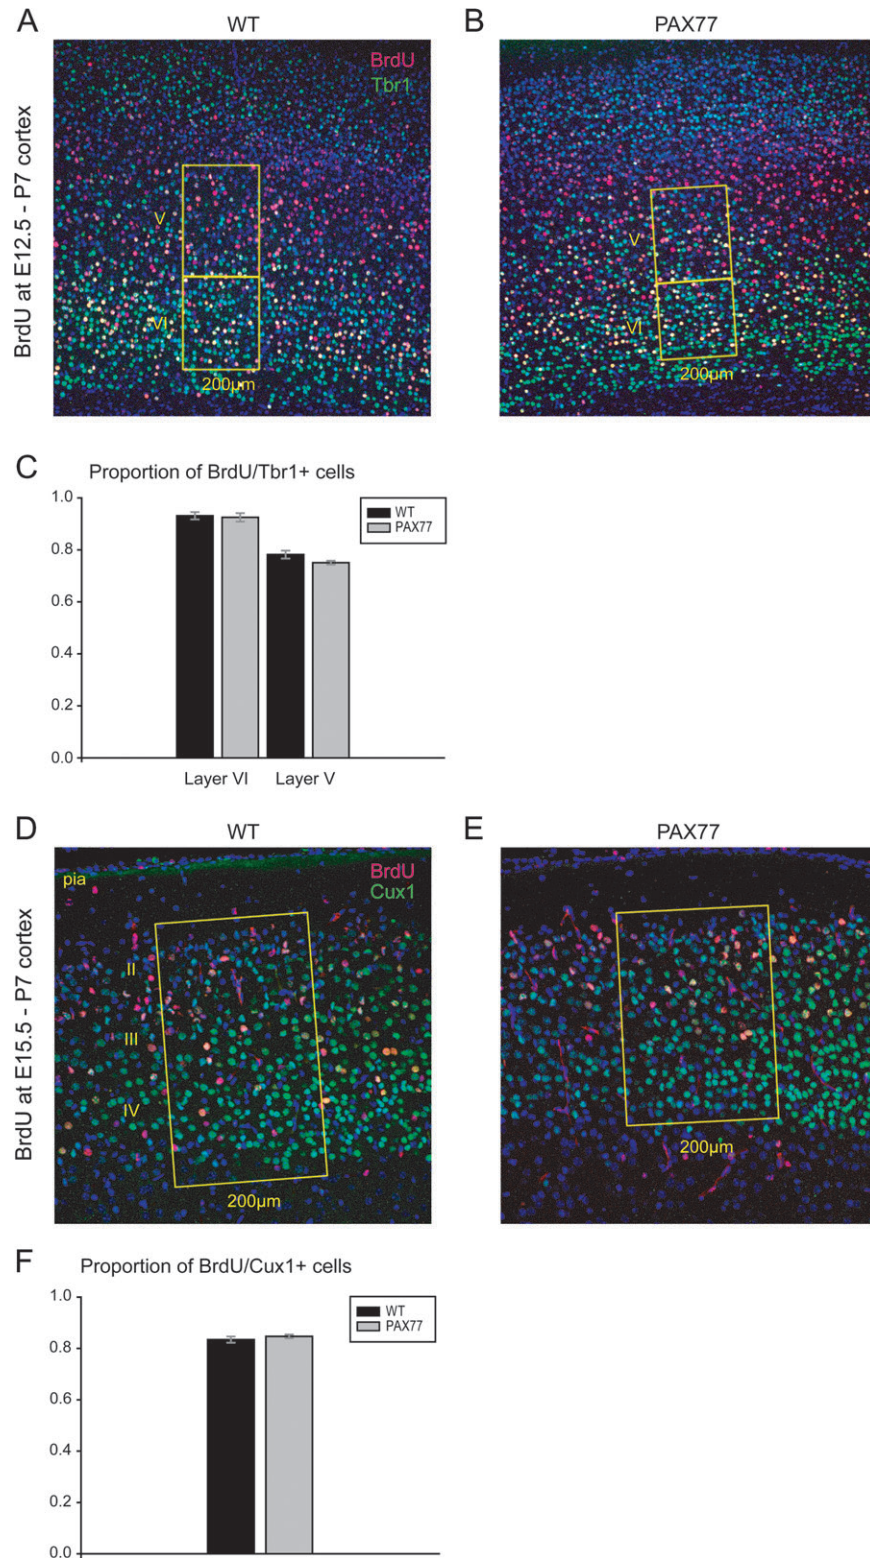 A
WT
B
PAX77
BrdU at E12.5 - P7 cortex
BrdU
Tbr1
V
VI
200µm
V
VI
200µm
C
Proportion of BrdU/Tbr1+ cells
1.0
0.8
0.6
0.4
0.2
0.0
WT
PAX77
Layer VI
Layer V
D
WT
E
PAX77
BrdU at E15.5 - P7 cortex
pia
BrdU
Cux1
II
III
IV
200µm
200µm
F
Proportion of BrdU/Cux1+ cells
1.0
0.8
0.6
0.4
0.2
0.0
WT
PAX77